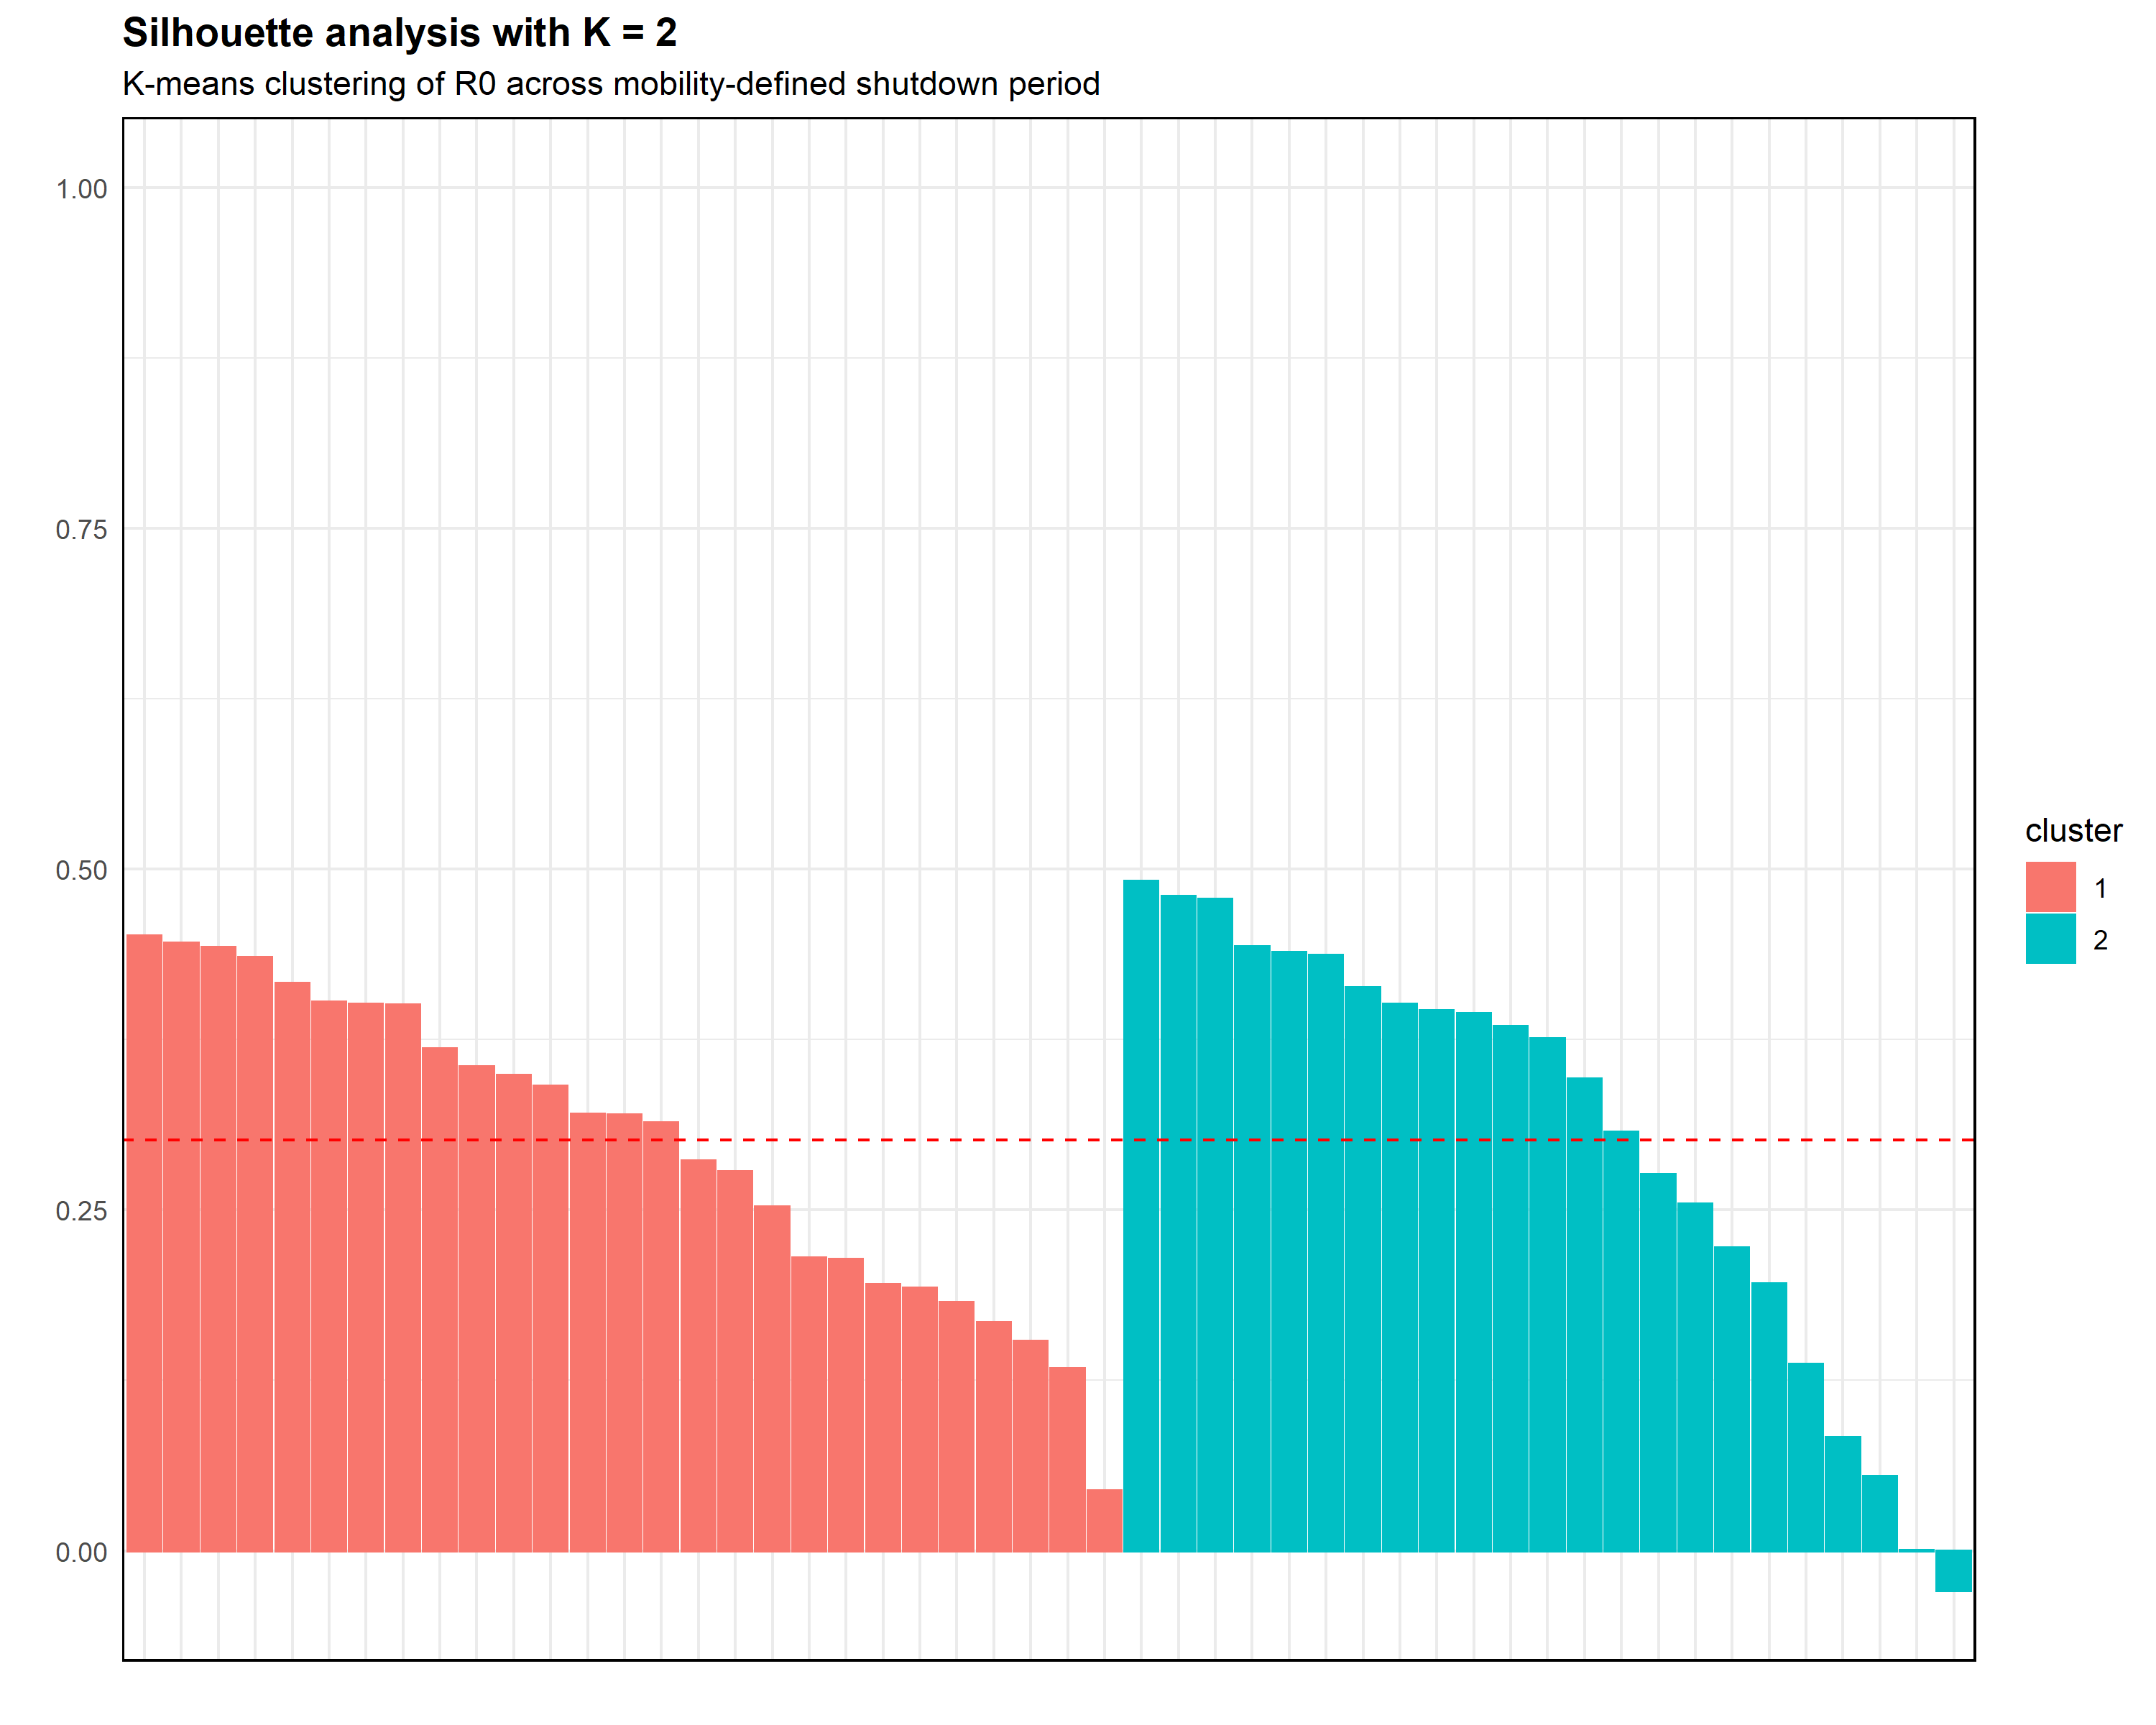 Silhouette analysis with K = 2
K-means clustering of R0 across mobility-defined shutdown period
1.00
0.75
0.50
0.25
0.00
cluster
1
2